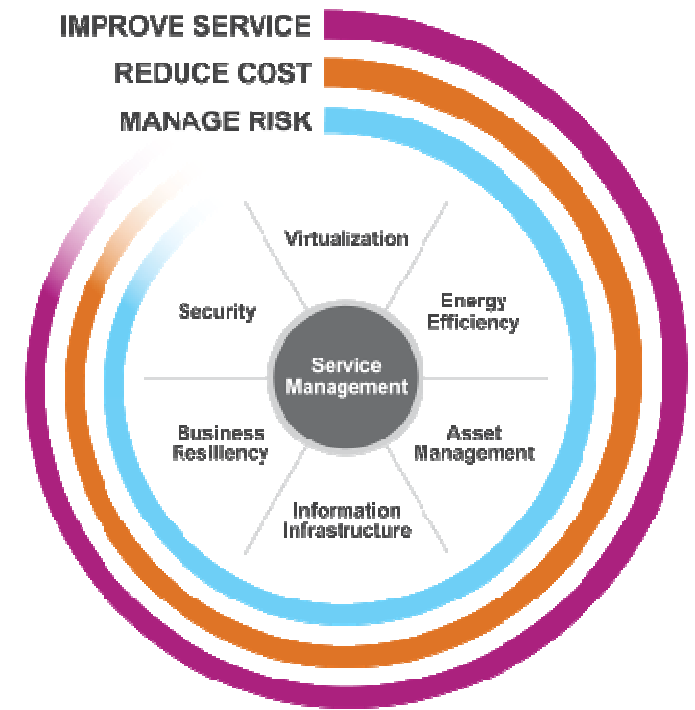 IMPROVE SERVICE
REDUCE COST
MANAGE RISK
Virtualization
Energy
Efficiency
Security
Service
Management
Business
Resiliency
Asset
Management
Information
Infrastructure